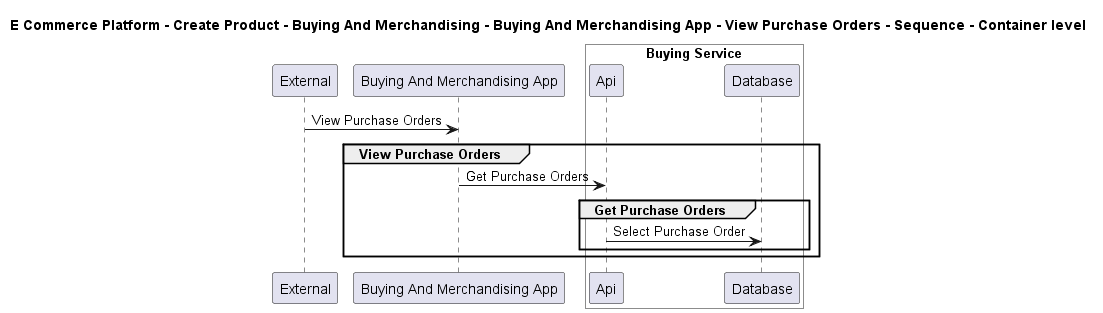 E Commerce Platform - Create Product - Buying And Merchandising - Buying And Merchandising App - View Purchase Orders - Sequence - Container level
Buying Service
External
Buying And Merchandising App
Api
Database
View Purchase Orders
View Purchase Orders
Get Purchase Orders
Get Purchase Orders
Select Purchase Order
External
Buying And Merchandising App
Api
Database